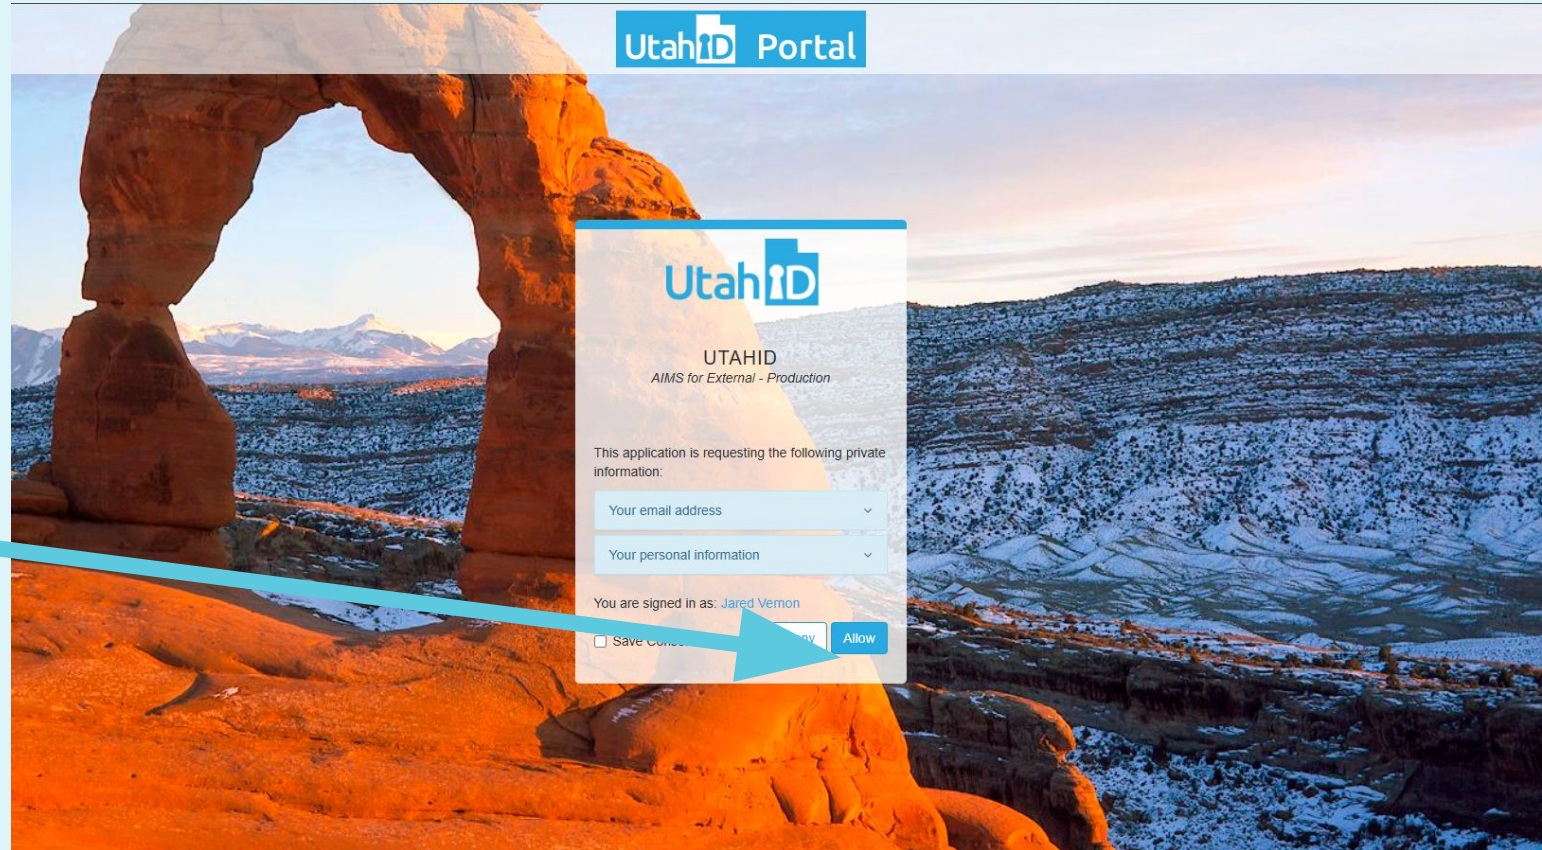 UtahID Portal
UtahID
UTAHID
AIMS for External - Production
This application is requesting the following private
information:
Your email address
Your personal information
You are signed in as: Jared Vernon
Save
Allow